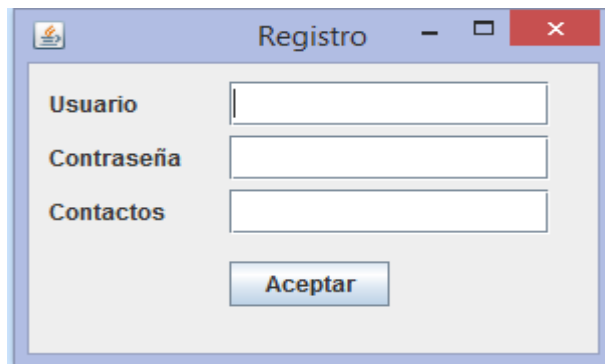 Registro
Usuario
Contraseña
Contactos
Aceptar